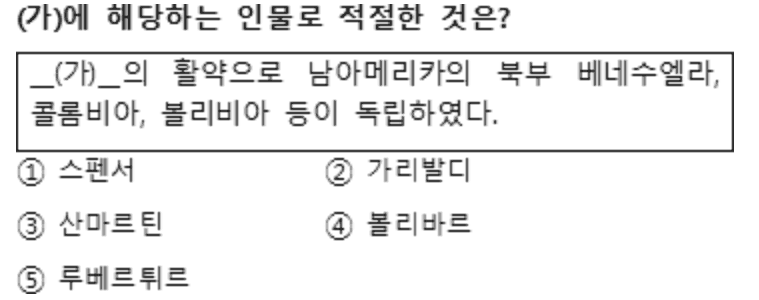 (가)에 해당하는 인물로 적절한 것은?
_(가)_의 활약으로 남아메리카의 북부 베네수엘라,
콜롬비아, 볼리비아 등이 독립하였다.
① 스펜서 ② 가리발디
③ 산마르틴 ④ 볼리바르
⑤ 루베르튀르